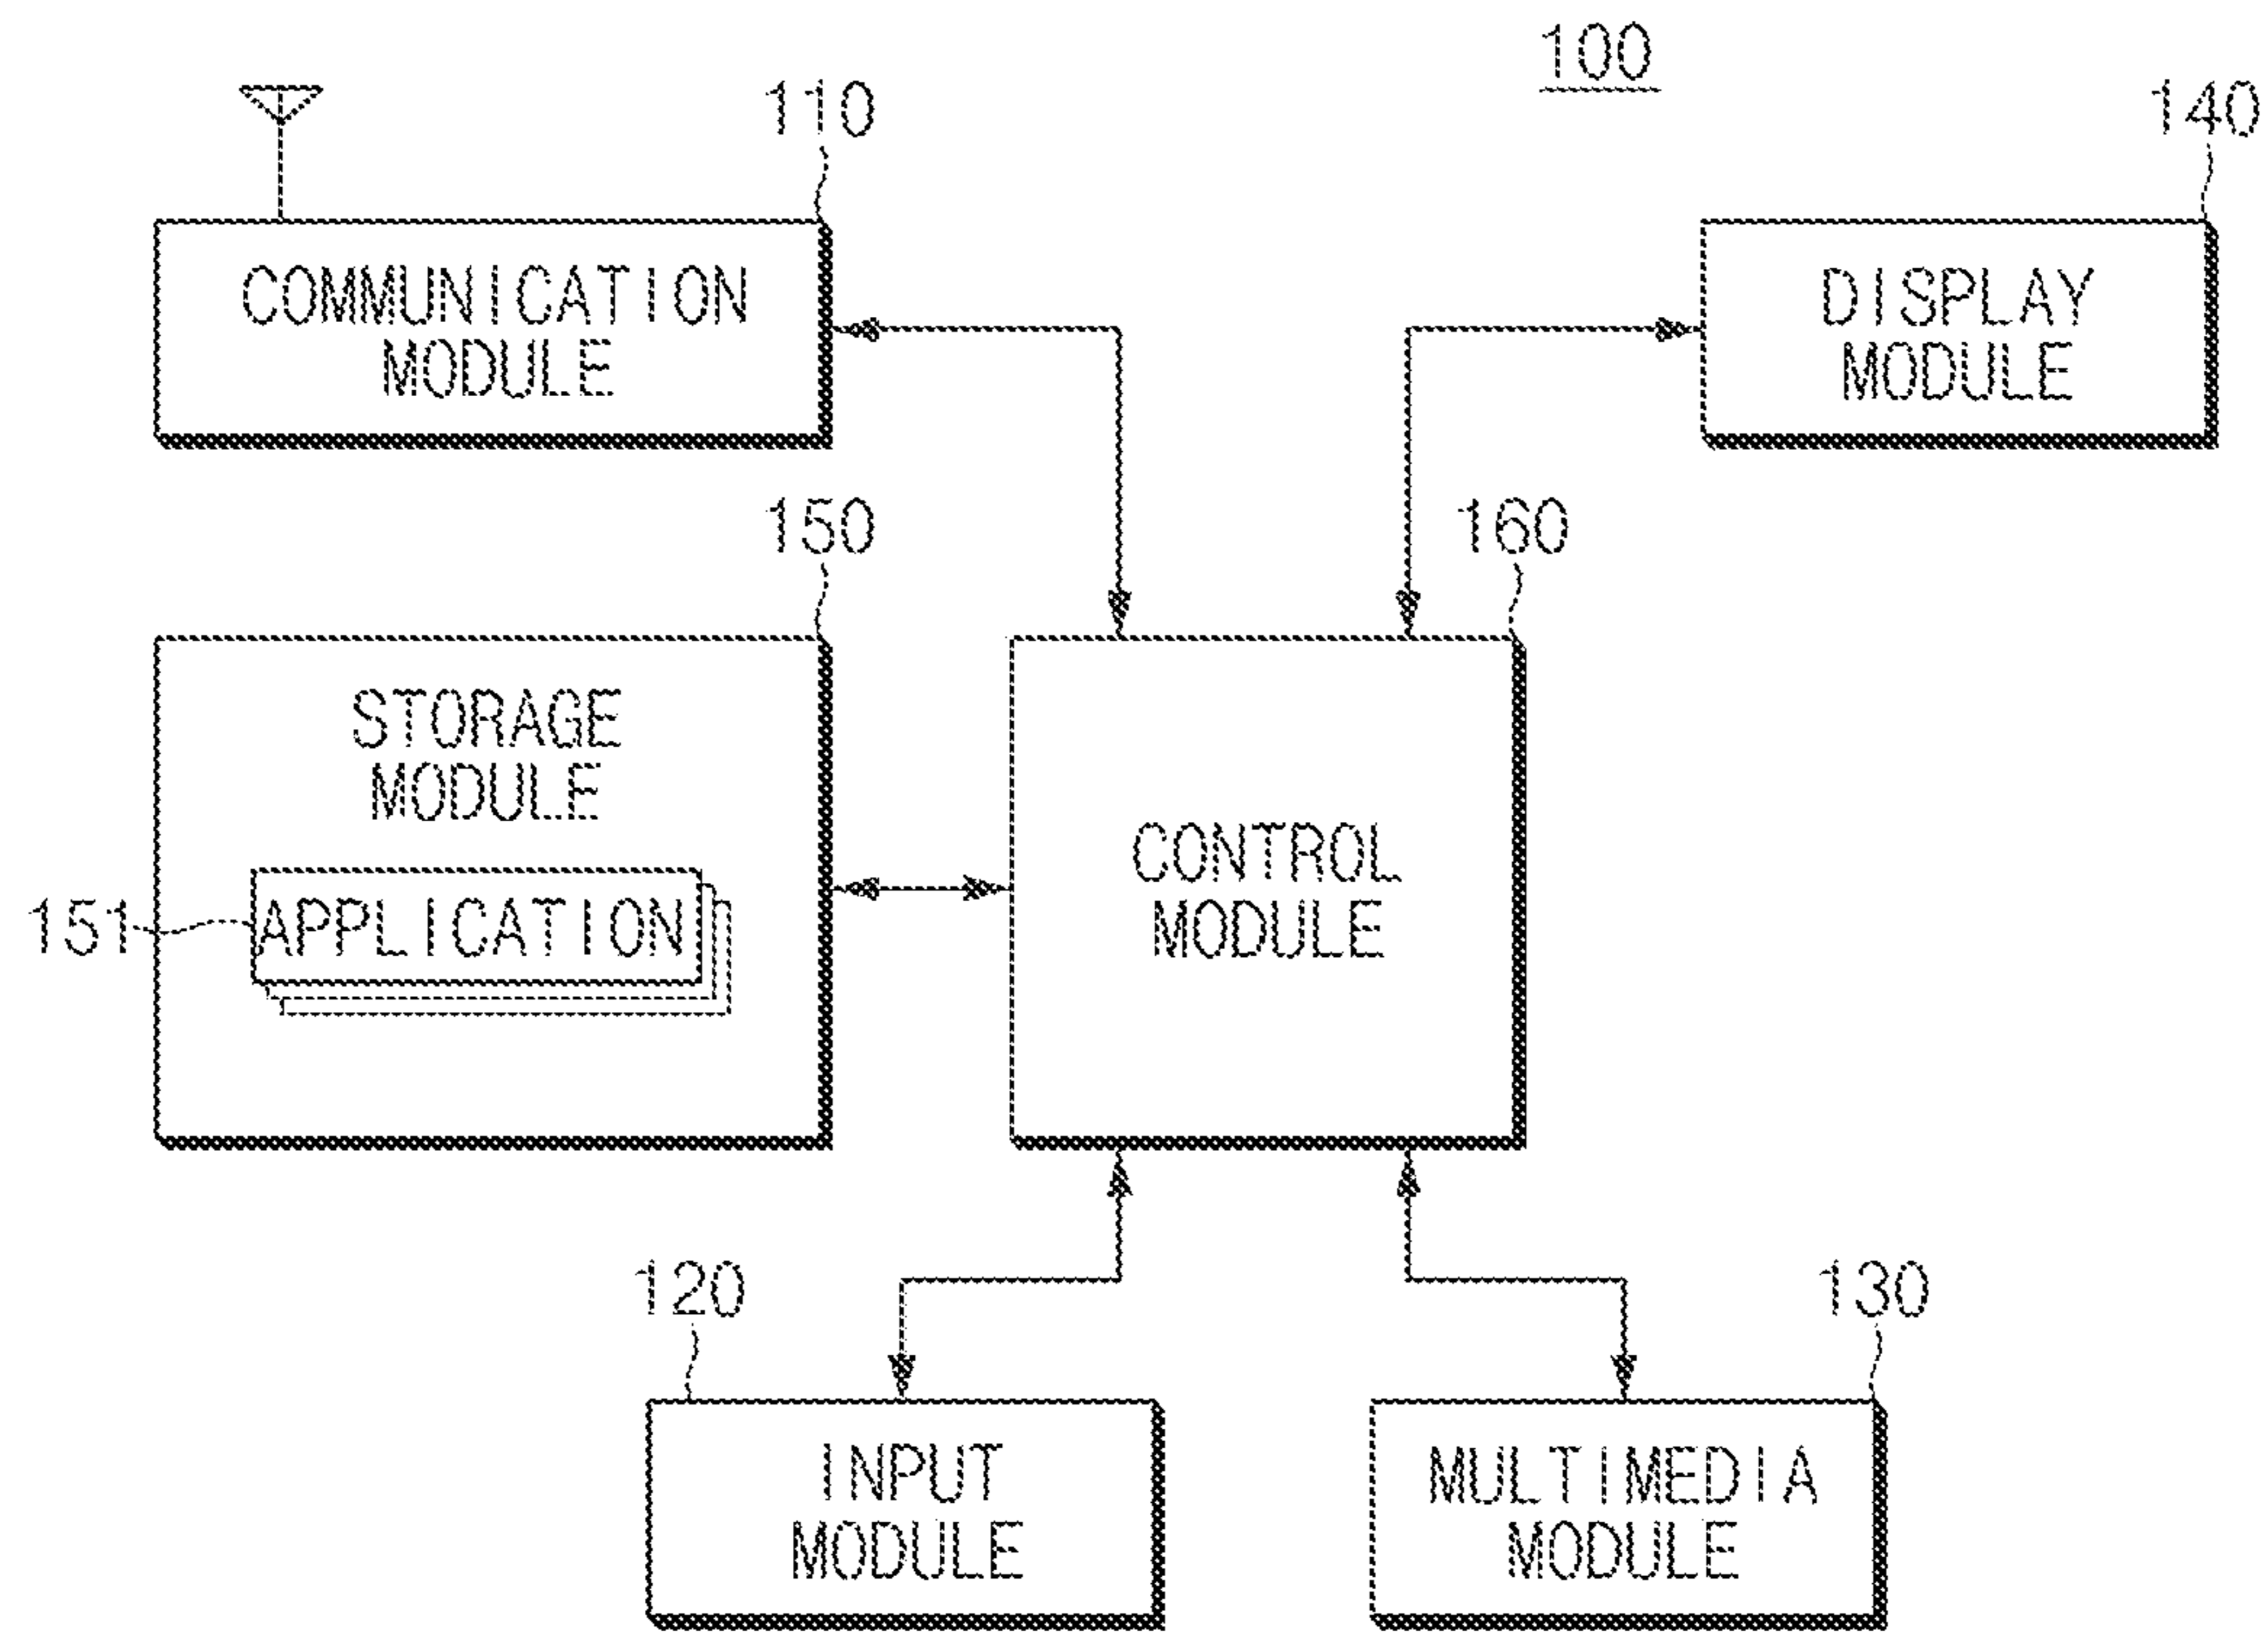 100
110
140
COMMUNICATION
MODULE
DISPLAY
MODULE
150
160
STORAGE
MODULE
CONTROL
MODULE
151
APPLICATION
120
130
INPUT
MODULE
MULTIMEDIA
MODULE